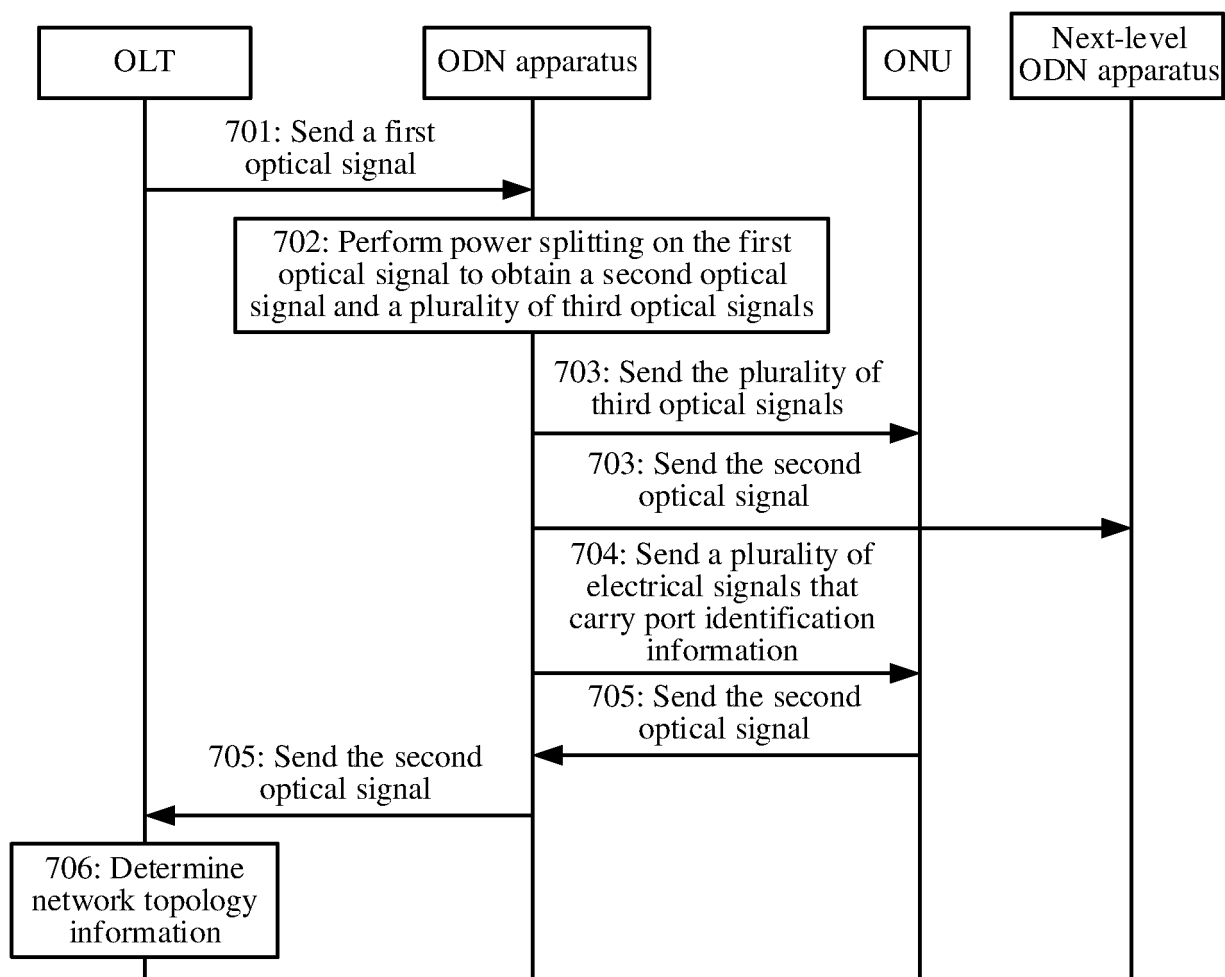 OLT
ODN apparatus
ONU
Next-level
ODN apparatus
701: Send a first
optical signal
702: Perform power splitting on the first
optical signal to obtain a second optical
signal and a plurality of third optical signals
703: Send the plurality of
third optical signals
703: Send the second
optical signal
704: Send a plurality of
electrical signals that
carry port identification
information
705: Send the second
optical signal
705: Send the second
optical signal
706: Determine
network topology
information